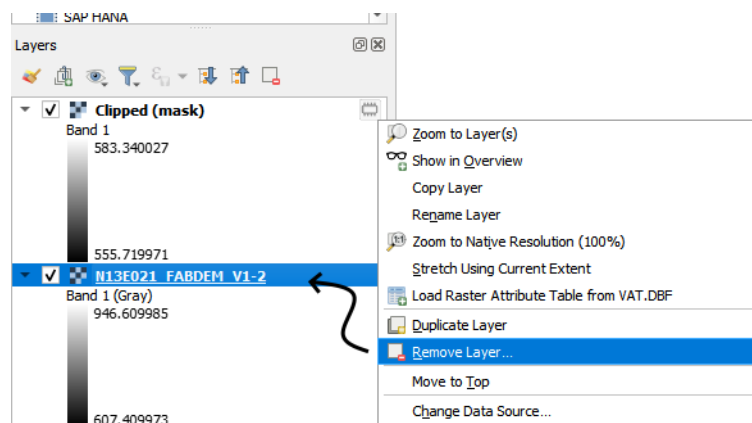 SAP HANA
Layers
Clipped (mask)
Band 1
583.340027
555.719971
N13E021_FABDEM_V1-2
Band 1 (Gray)
946.609985
607.409973
Zoom to Layer(s)
Show in Overview
Copy Layer
Rename Layer
Zoom to Native Resolution (100%)
Stretch Using Current Extent
Load Raster Attribute Table from VAT.DBF
Duplicate Layer
Remove Layer...
Move to Top
Change Data Source...